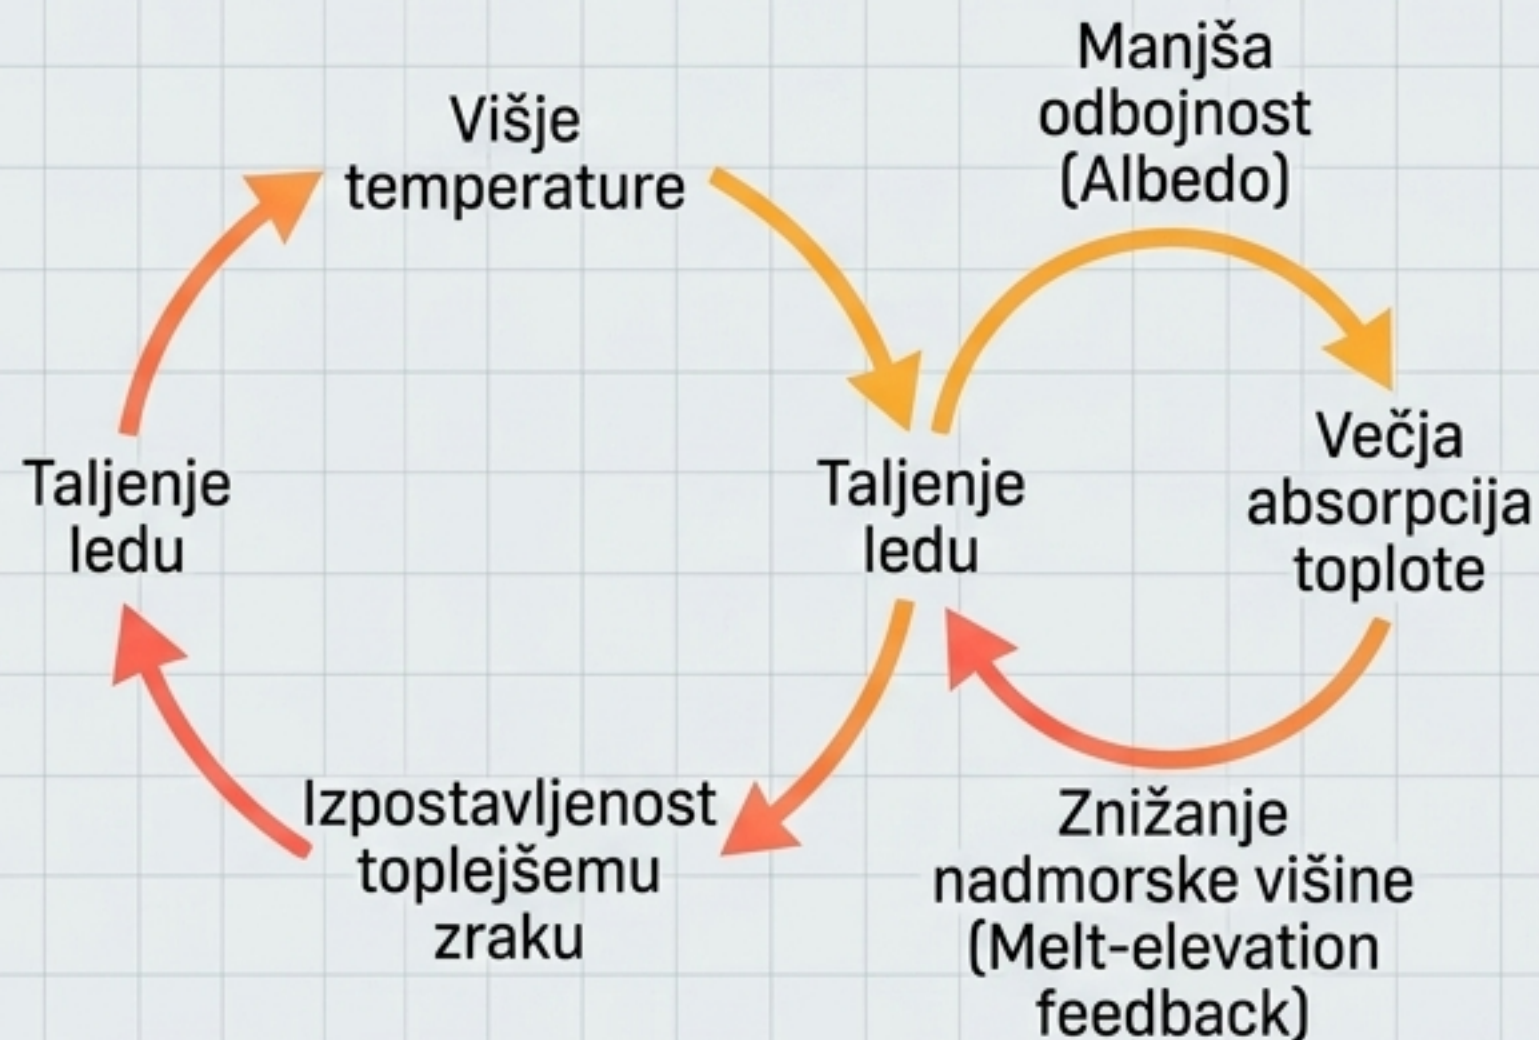 Višje
temperature
Manjša
odbojnost
(Albedo)
Taljenje
ledu
Taljenje
ledu
Večja
absorpcija
toplote
Izpostavljenost
toplejšemu
zraku
Znižanje
nadmorske višine
(Melt-elevation
feedback)